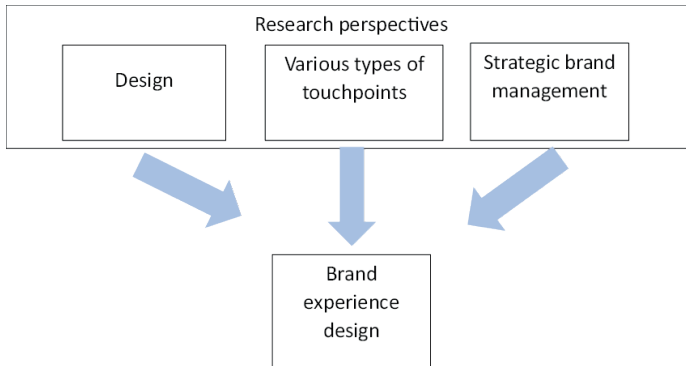 Research perspectives
Design
Various types of
touchpoints
Strategic brand
management
Brand
experience
design